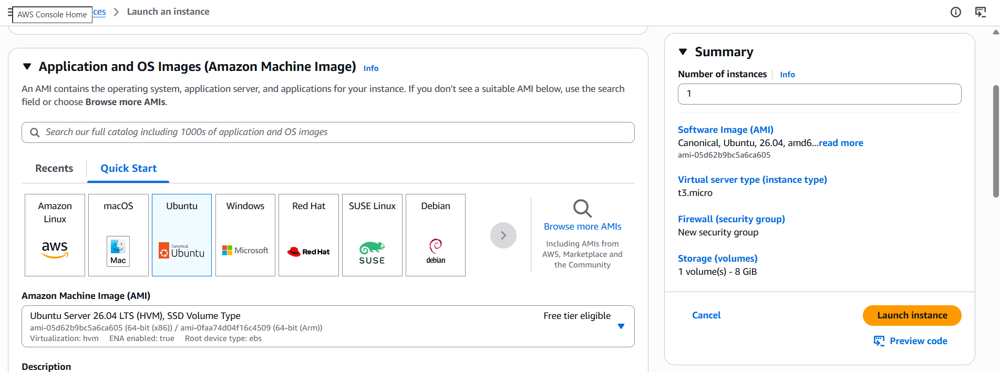 AWS Console Home
ces
Launch an instance
Application and OS Images (Amazon Machine Image) Info
An AMI contains the operating system, application server, and applications for your instance. If you don't see a suitable AMI below, use the search
field or choose Browse more AMIs.
Search our full catalog including 1000s of application and OS images
Recents
Quick Start
Amazon
Linux
aws
macOS
Mac
Ubuntu
Canonical
Ubuntu
Windows
Microsoft
Red Hat
Red Hat
SUSE Linux
SUSE
Debian
debian
Browse more AMIs
Including AMIs from
AWS, Marketplace and
the Community
Amazon Machine Image (AMI)
Ubuntu Server 26.04 LTS (HVM), SSD Volume Type
Free tier eligible
ami-05d62b9bc5a6ca605 (64-bit (x86)) / ami-0faa74d04f16c4509 (64-bit (Arm))
Virtualization: hvm ENA enabled: true Root device type: ebs
Description
Summary
Number of instances Info
1
Software Image (AMI)
Canonical, Ubuntu, 26.04, amd6...read more
ami-05d62b9bc5a6ca605
Virtual server type (instance type)
t3.micro
Firewall (security group)
New security group
Storage (volumes)
1 volume(s) - 8 GiB
Cancel
Launch instance
Preview code